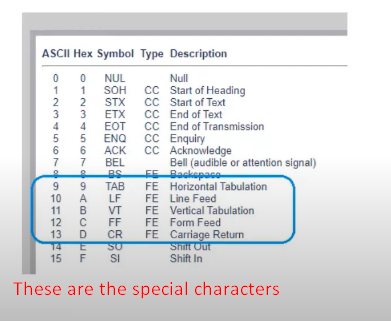 ASCII Hex Symbol Type Description
0 0 NUL Null
1 1 SOH CC Start of Heading
2 2 STX CC Start of Text
3 3 ETX CC End of Text
4 4 EOT CC End of Transmission
5 5 ENQ CC Enquiry
6 6 ACK CC Acknowledge
7 7 BEL Bell (audible or attention signal)
8 8 BS FE Backspace
9 9 TAB FE Horizontal Tabulation
10 A LF FE Line Feed
11 B VT FE Vertical Tabulation
12 C FF FE Form Feed
13 D CR FE Carriage Return
14 E SO Shift Out
15 F SI Shift In
These are the special characters